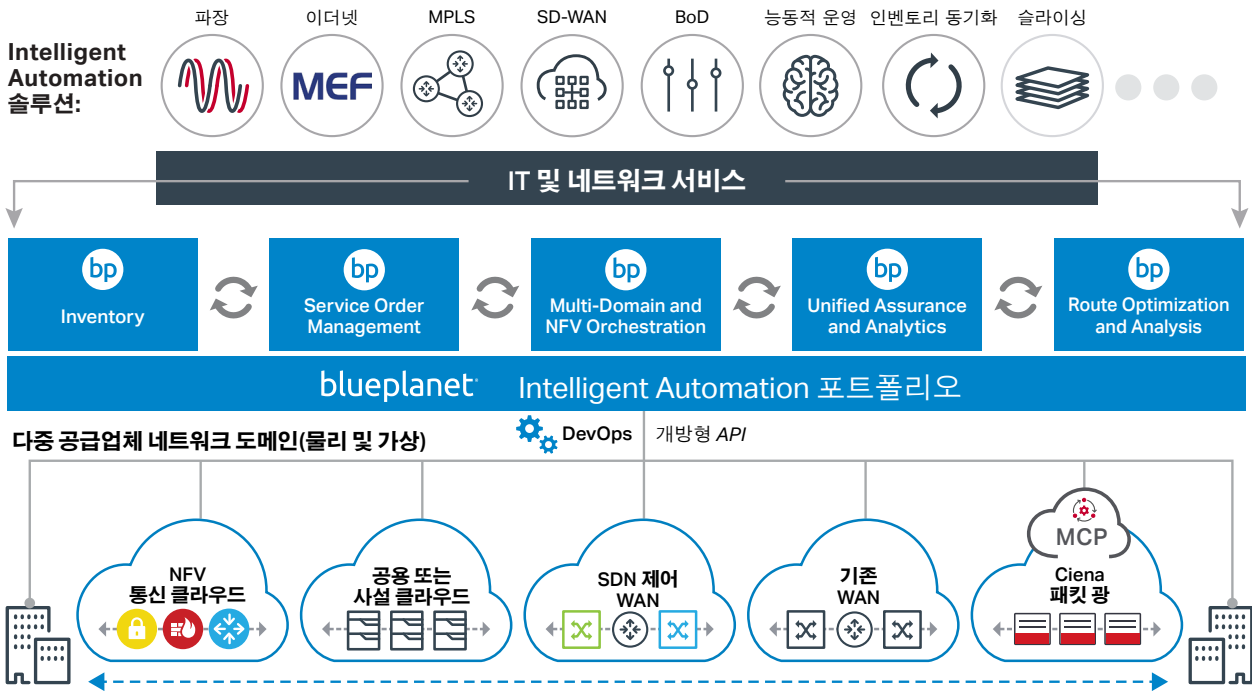 파장
이더넷
MPLS
SD-WAN
BoD
능동적 운영
인벤토리 동기화
슬라이싱
Intelligent
Automation
솔루션:
MEF
IT 및 네트워크 서비스
bp
Inventory
bp
Service Order
Management
bp
Multi-Domain and
NFV Orchestration
bp
Unified Assurance
and Analytics
bp
Route Optimization
and Analysis
blueplanet Intelligent Automation 포트폴리오
다중 공급업체 네트워크 도메인(물리 및 가상)
DevOps
개방형 API
NFV
통신 클라우드
공용 또는
사설 클라우드
SDN 제어
WAN
기존
WAN
MCP
Ciena
패킷 광